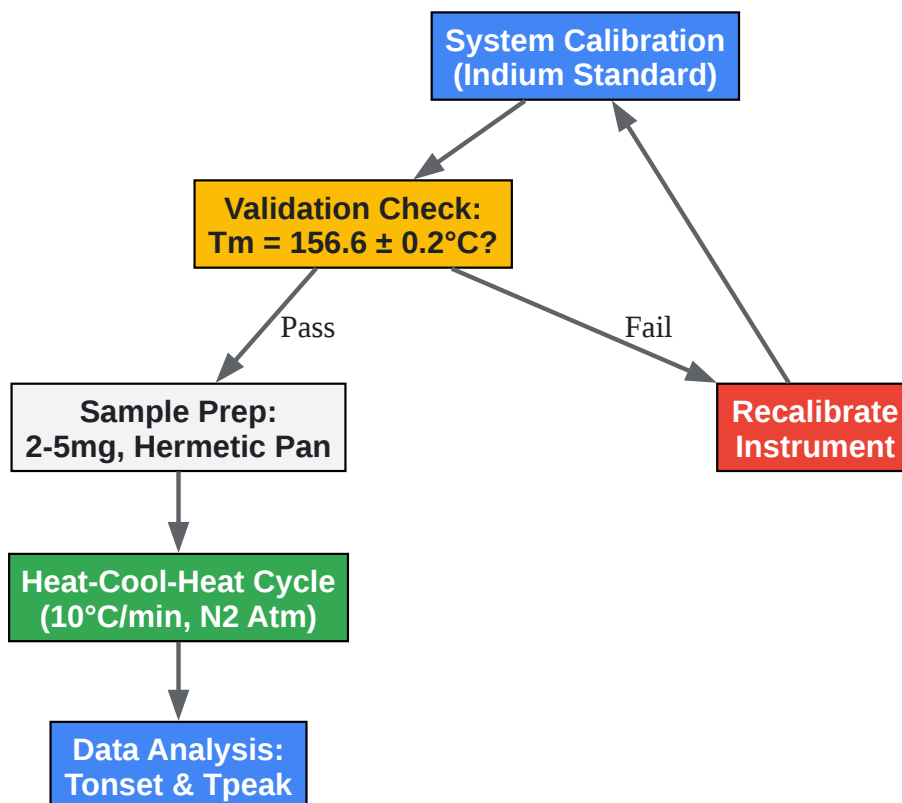 System Calibration
(Indium Standard)
Validation Check:
Tm = 156.6 ± 0.2°C?
Pass
Fail
Sample Prep:
2-5mg, Hermetic Pan
Recalibrate
Instrument
Heat-Cool-Heat Cycle
(10°C/min, N2 Atm)
Data Analysis:
Tonset & Tpeak